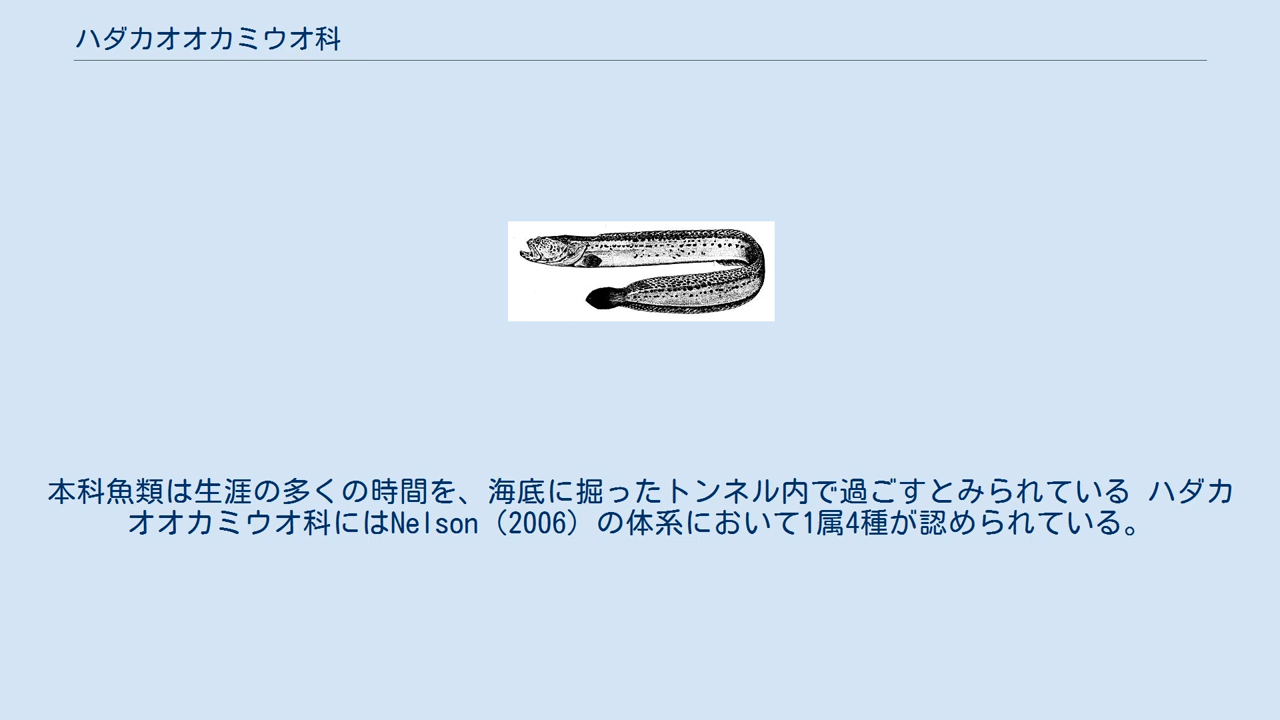 ハダカオオカミウオ科
本科魚類は生涯の多くの時間を、海底に掘ったトンネル内で過ごすとみられている ハダカ
オオカミウオ科にはNelson（2006）の体系において1属4種が認められている。